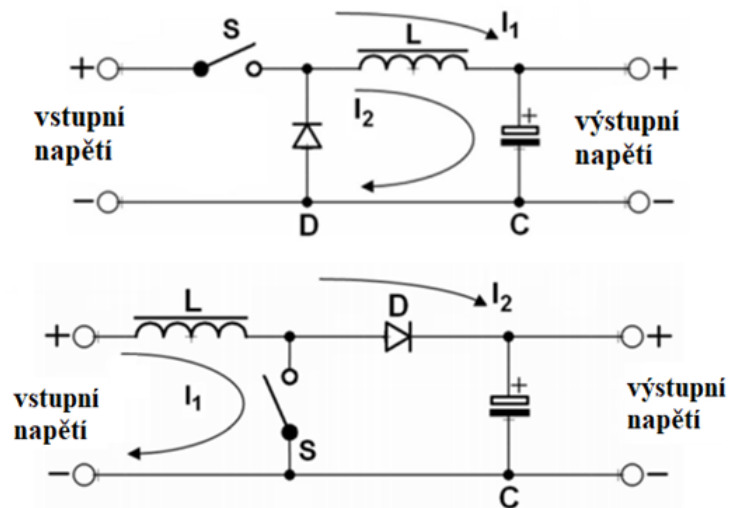 S
L
I1
+
+
vstupní
napětí
I2
+
výstupní
napětí
−
−
D
C
L
I2
D
+
+
vstupní
napětí
I1
+
výstupní
napětí
S
−
−
C